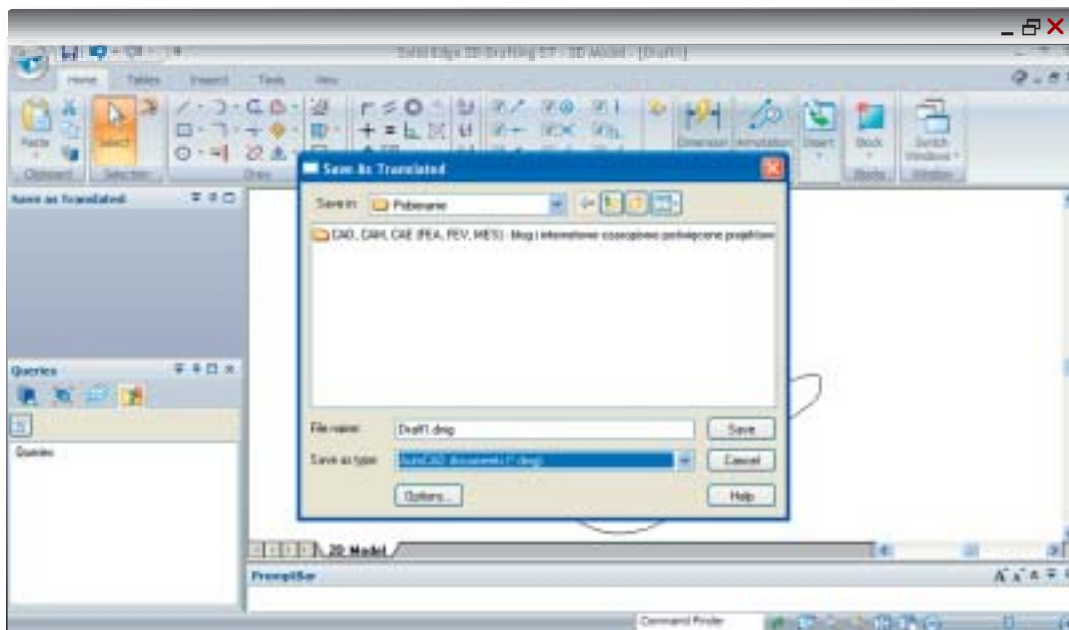 Solid Edge 2D Drafting ST - 2D Model - [Draft1]
Home Tables Inspect Tools View
Paste
Select
Dimension Annotation Insert Block Switch Windows
Clipboard Select Draw Blocks Window
Save as Translated
Save As Translated
Save in: Pobieranie
CAD, CAM, CAE (FEA, FEV, MES) - blog i internetowe czasopismo poświęcone projektow
Queries
Queries
File name: Draft1.dwg
Save
Save as type: AutoCAD documents (*.dwg)
Cancel
Options...
Help
2D Model
PromptBar
Command Finder